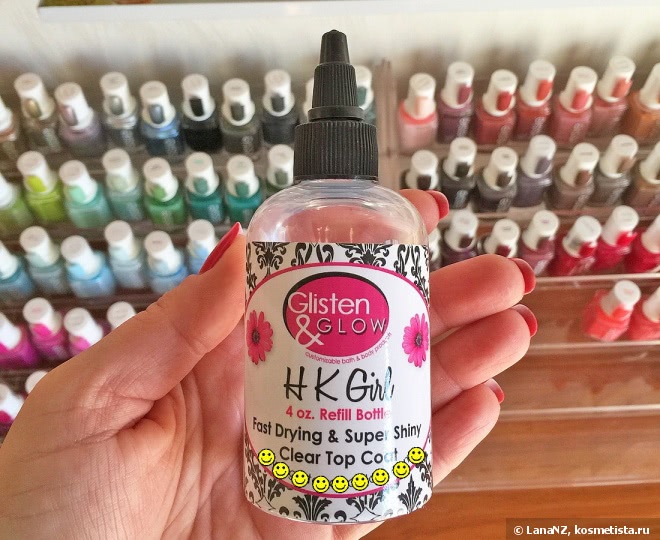 Glisten
& GLOW
customizable bath & body products
H K Girl
4 oz. Refill Bottle
Fast Drying & Super Shiny
Clear Top Coat
© LanaNZ, kosmetista.ru